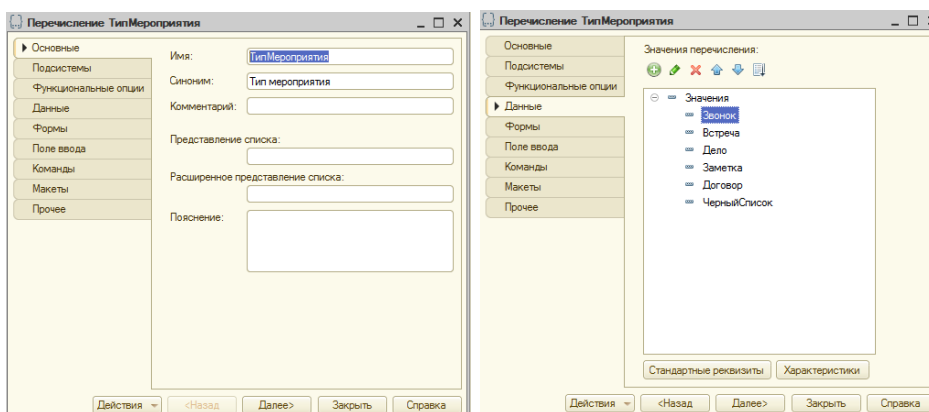 Перечисление ТипМероприятия
Основные
Подсистемы
Функциональные опции
Данные
Формы
Поле ввода
Команды
Макеты
Прочее
Имя: ТипМероприятия
Синоним: Тип мероприятия
Комментарий:
Представление списка:
Расширенное представление списка:
Пояснение:
Действия <Назад Далее> Закрыть Справка
Перечисление ТипМероприятия
Основные
Подсистемы
Функциональные опции
Данные
Формы
Поле ввода
Команды
Макеты
Прочее
Значения перечисления:
Значения
Звонок
Встреча
Дело
Заметка
Договор
ЧерныйСписок
Стандартные реквизиты Характеристики
Действия <Назад Далее> Закрыть Справка